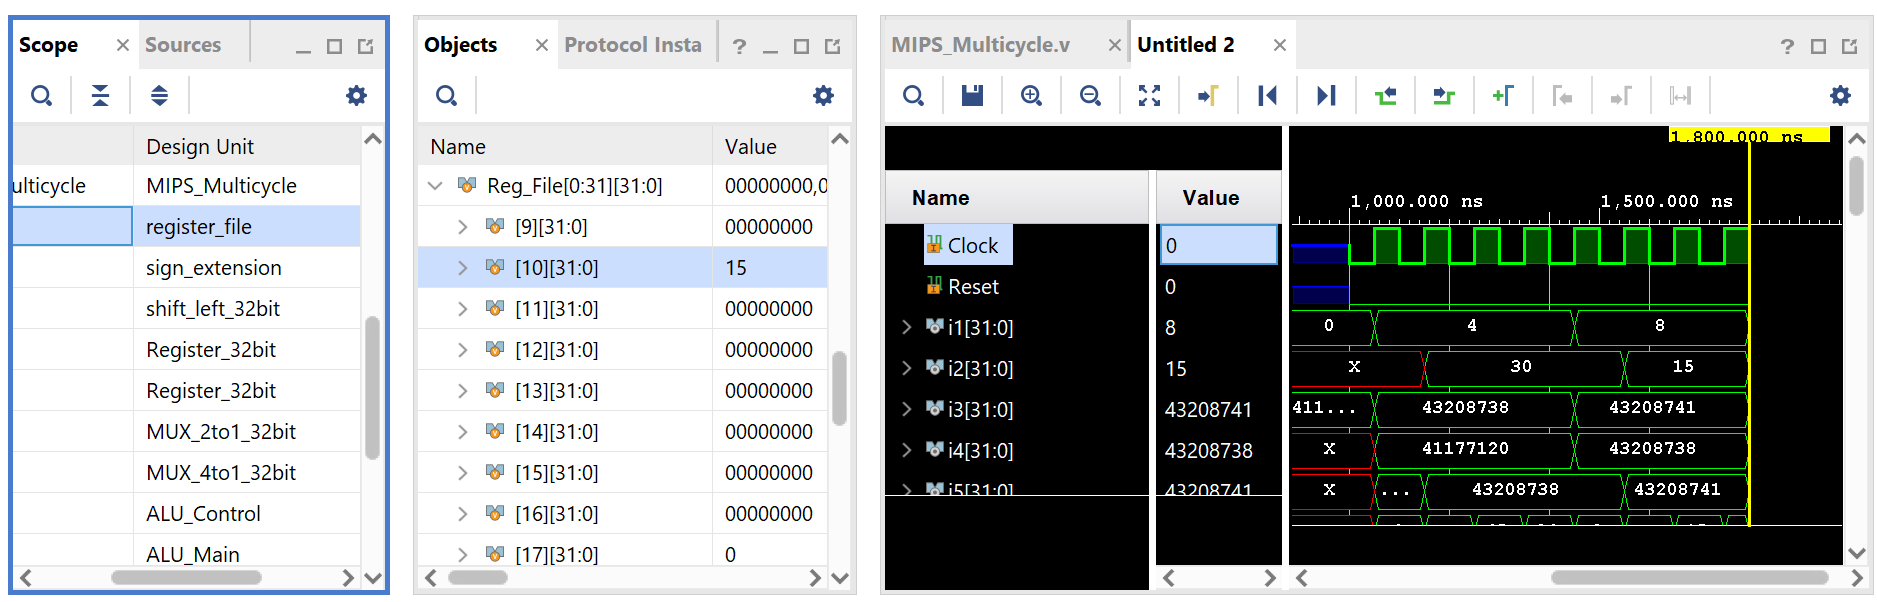 Scope Sources
Design Unit
ulticycle MIPS_Multicycle
register_file
sign_extension
shift_left_32bit
Register_32bit
Register_32bit
MUX_2to1_32bit
MUX_4to1_32bit
ALU_Control
ALU_Main
Objects Protocol Insta ?
Name Value
Reg_File[0:31][31:0] 00000000,0
[9][31:0] 00000000
[10][31:0] 15
[11][31:0] 00000000
[12][31:0] 00000000
[13][31:0] 00000000
[14][31:0] 00000000
[15][31:0] 00000000
[16][31:0] 00000000
[17][31:0] 0
MIPS_Multicycle.v Untitled 2 ?
1,800.000 ns
Name Value 1,000.000 ns 1,500.000 ns
Clock 0
Reset 0
i1[31:0] 8 0 4 8
i2[31:0] 15 X 30 15
i3[31:0] 43208741 411... 43208738 43208741
i4[31:0] 43208738 X 41177120 43208738
i5[31:0] 43208741 X ... 43208738 43208741